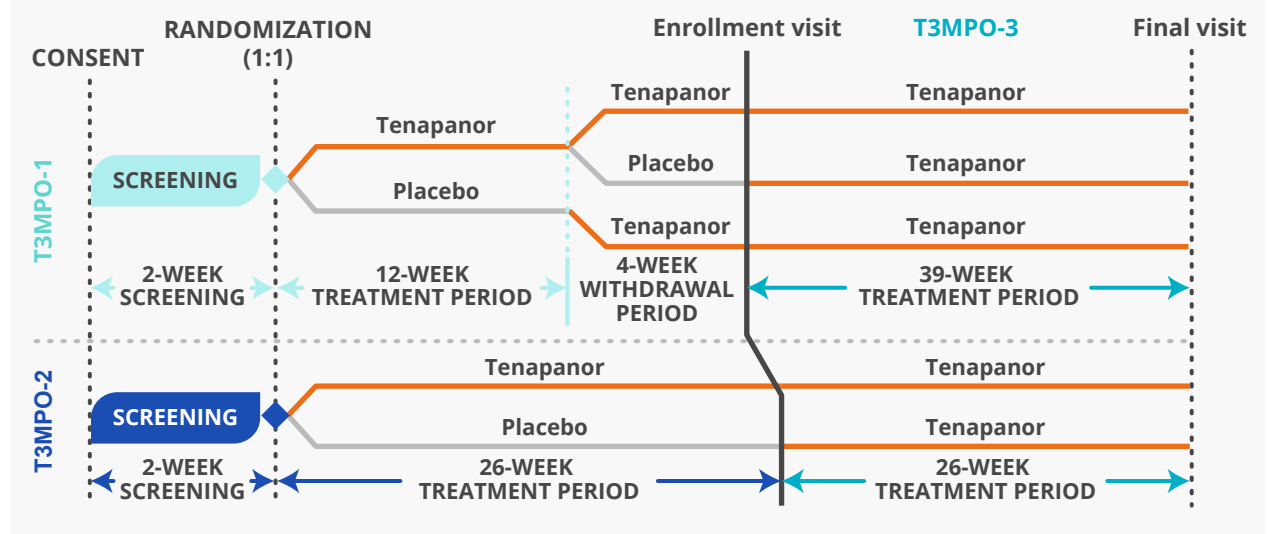 CONSENT
RANDOMIZATION
(1:1)
Enrollment visit
T3MPO-3
Final visit
T3MPO-1
SCREENING
Tenapanor
Placebo
Tenapanor
Placebo
Tenapanor
Tenapanor
Tenapanor
Tenapanor
2-WEEK
SCREENING
12-WEEK
TREATMENT PERIOD
4-WEEK
WITHDRAWAL
PERIOD
39-WEEK
TREATMENT PERIOD
T3MPO-2
SCREENING
Tenapanor
Placebo
Tenapanor
Tenapanor
2-WEEK
SCREENING
26-WEEK
TREATMENT PERIOD
26-WEEK
TREATMENT PERIOD